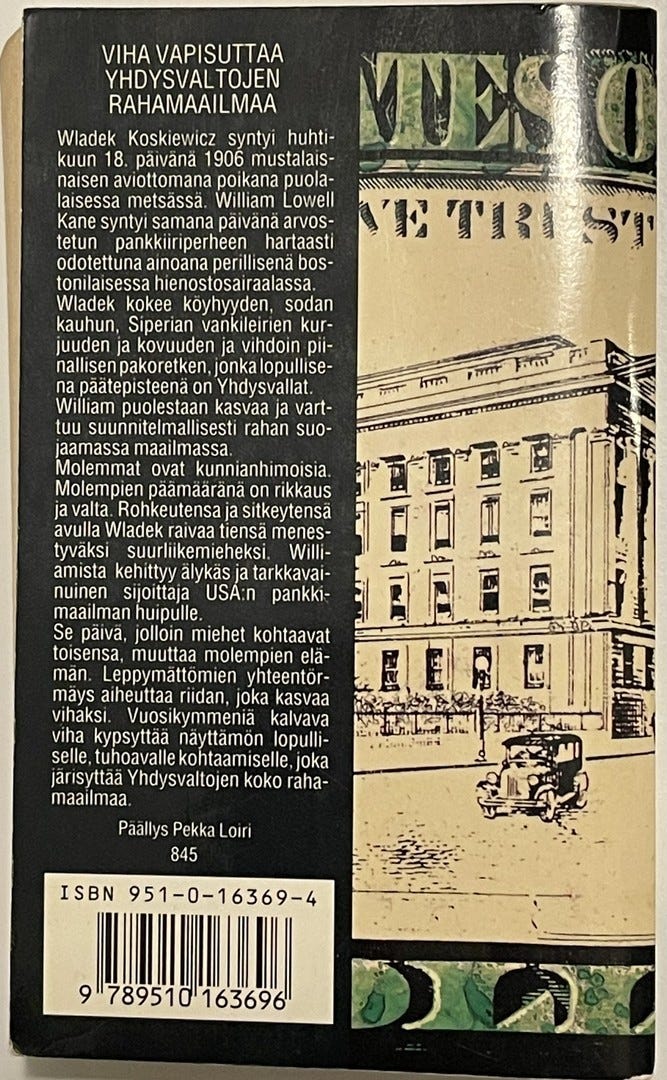 VIHA VAPISUTTAA
YHDYSVALTOJEN
RAHAMAAILMAA
Wladek Koskiewicz syntyi huhti-
kuun 18. päivänä 1906 mustalais-
naisen aviottomana poikana puola-
laisessa metsässä. William Lowell
Kane syntyi samana päivänä arvos-
tetun pankkiiriperheen hartaasti
odotettuna ainoana perillisenä bos-
tonilaisessa hienostosairaalassa.
Wladek kokee köyhyyden, sodan
kauhun, Siperian vankileirien kur-
juuden ja kovuuden ja vihdoin pii-
nallisen pakoretken, jonka lopullise-
na päätepisteenä on Yhdysvallat.
William puolestaan kasvaa ja vart-
tuu suunnitelmallisesti rahan suo-
jaamassa maailmassa.
Molemmat ovat kunnianhimoisia.
Molempien päämääränä on rikkaus
ja valta. Rohkeutensa ja sitkeytensä
avulla Wladek raivaa tiensä menes-
tyväksi suurliikemieheksi. Willi-
amista kehittyy älykäs ja tarkkavai-
nuinen sijoittaja USA:n pankki-
maailman huipulle.
Se päivä, jolloin miehet kohtaavat
toisensa, muuttaa molempien elä-
män. Leppymättömien yhteentör-
mäys aiheuttaa riidan, joka kasvaa
vihaksi. Vuosikymmeniä kalvava
viha kypsyttää näyttämön lopulli-
selle, tuhoavalle kohtaamiselle, joka
järisyttää Yhdysvaltojen koko raha-
maailmaa.
Päällys Pekka Loiri
845
ISBN 951-0-16369-4
9 789510 163696
TES O
VE TRUST